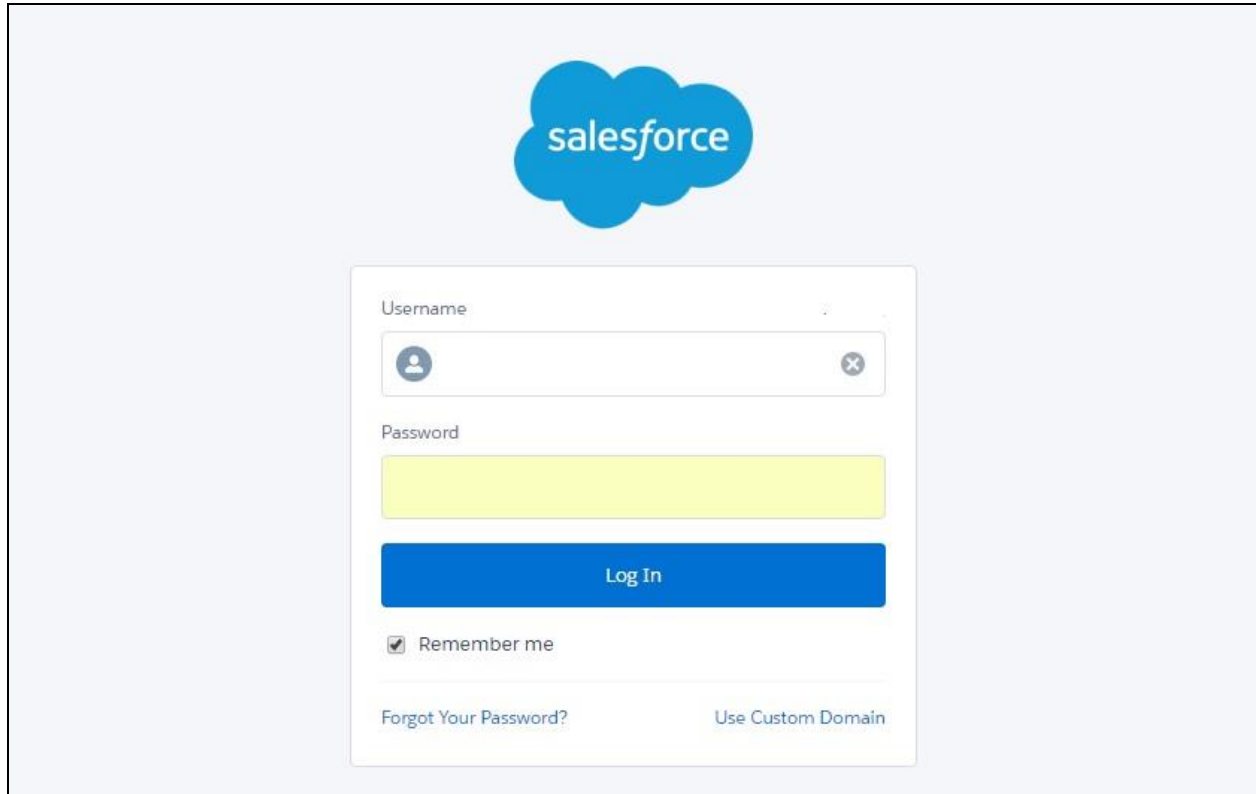 salesforce
Username
Password
Log In
Remember me
Forgot Your Password? Use Custom Domain